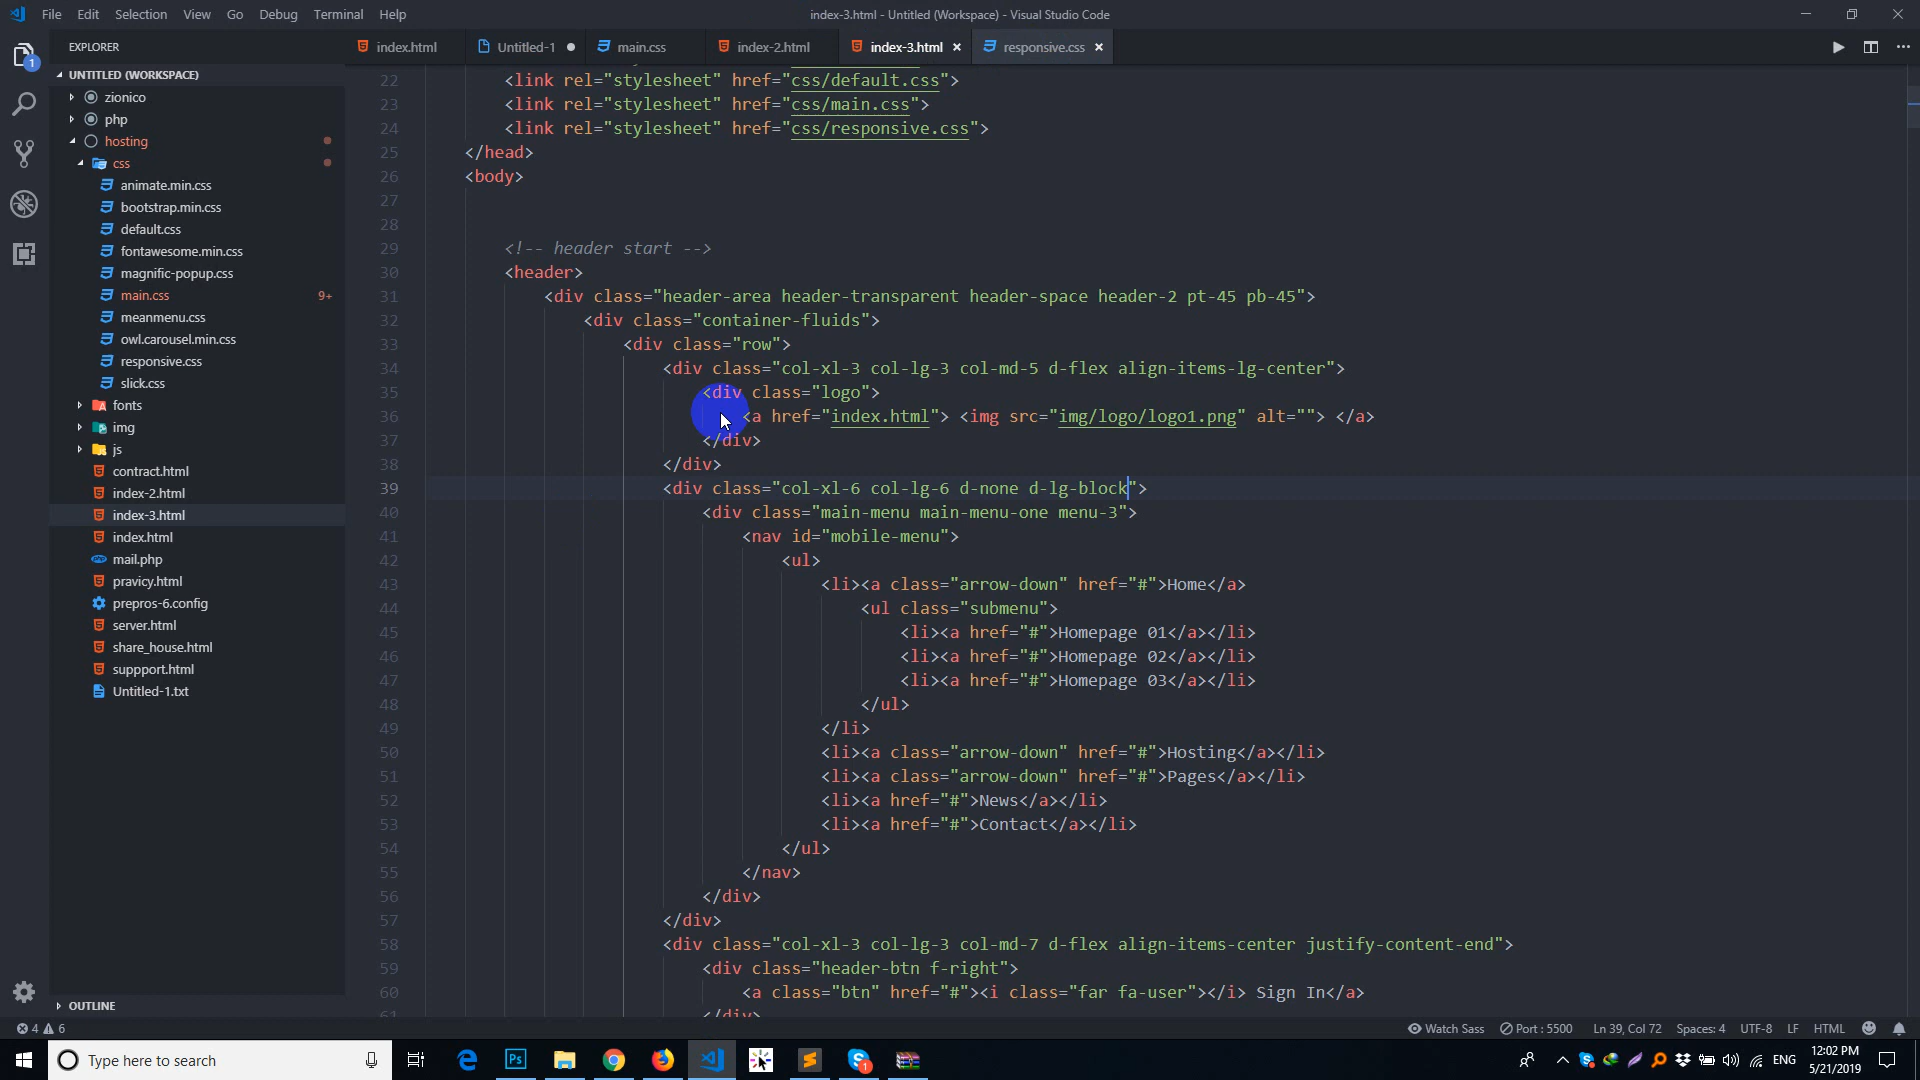 File Edit Selection View Go Debug Terminal Help
index-3.html - Untitled (Workspace) - Visual Studio Code
EXPLORER
index.html
Untitled-1
main.css
index-2.html
index-3.html
responsive.css
UNTITLED (WORKSPACE)
zionico
php
hosting
css
animate.min.css
bootstrap.min.css
default.css
fontawesome.min.css
magnific-popup.css
main.css 9+
meanmenu.css
owl.carousel.min.css
responsive.css
slick.css
fonts
img
js
contract.html
index-2.html
index-3.html
index.html
mail.php
pravicy.html
prepros-6.config
server.html
share_house.html
suppport.html
Untitled-1.txt
OUTLINE
1
22 <link rel="stylesheet" href="css/default.css">
23 <link rel="stylesheet" href="css/main.css">
24 <link rel="stylesheet" href="css/responsive.css">
25 </head>
26 <body>
27
28
29 <!-- header start -->
30 <header>
31 <div class="header-area header-transparent header-space header-2 pt-45 pb-45">
32 <div class="container-fluids">
33 <div class="row">
34 <div class="col-xl-3 col-lg-3 col-md-5 d-flex align-items-lg-center">
35 <div class="logo">
36 <a href="index.html"> <img src="img/logo/logo1.png" alt=""> </a>
37 </div>
38 </div>
39 <div class="col-xl-6 col-lg-6 d-none d-lg-block">
40 <div class="main-menu main-menu-one menu-3">
41 <nav id="mobile-menu">
42 <ul>
43 <li><a class="arrow-down" href="#">Home</a>
44 <ul class="submenu">
45 <li><a href="#">Homepage 01</a></li>
46 <li><a href="#">Homepage 02</a></li>
47 <li><a href="#">Homepage 03</a></li>
48 </ul>
49 </li>
50 <li><a class="arrow-down" href="#">Hosting</a></li>
51 <li><a class="arrow-down" href="#">Pages</a></li>
52 <li><a href="#">News</a></li>
53 <li><a href="#">Contact</a></li>
54 </ul>
55 </nav>
56 </div>
57 </div>
58 <div class="col-xl-3 col-lg-3 col-md-7 d-flex align-items-center justify-content-end">
59 <div class="header-btn f-right">
60 <a class="btn" href="#"><i class="far fa-user"></i> Sign In</a>
61 </div>
4 6
Watch Sass Port : 5500 Ln 39, Col 72 Spaces: 4 UTF-8 LF HTML
Type here to search
Ps
1
ENG
12:02 PM
5/21/2019